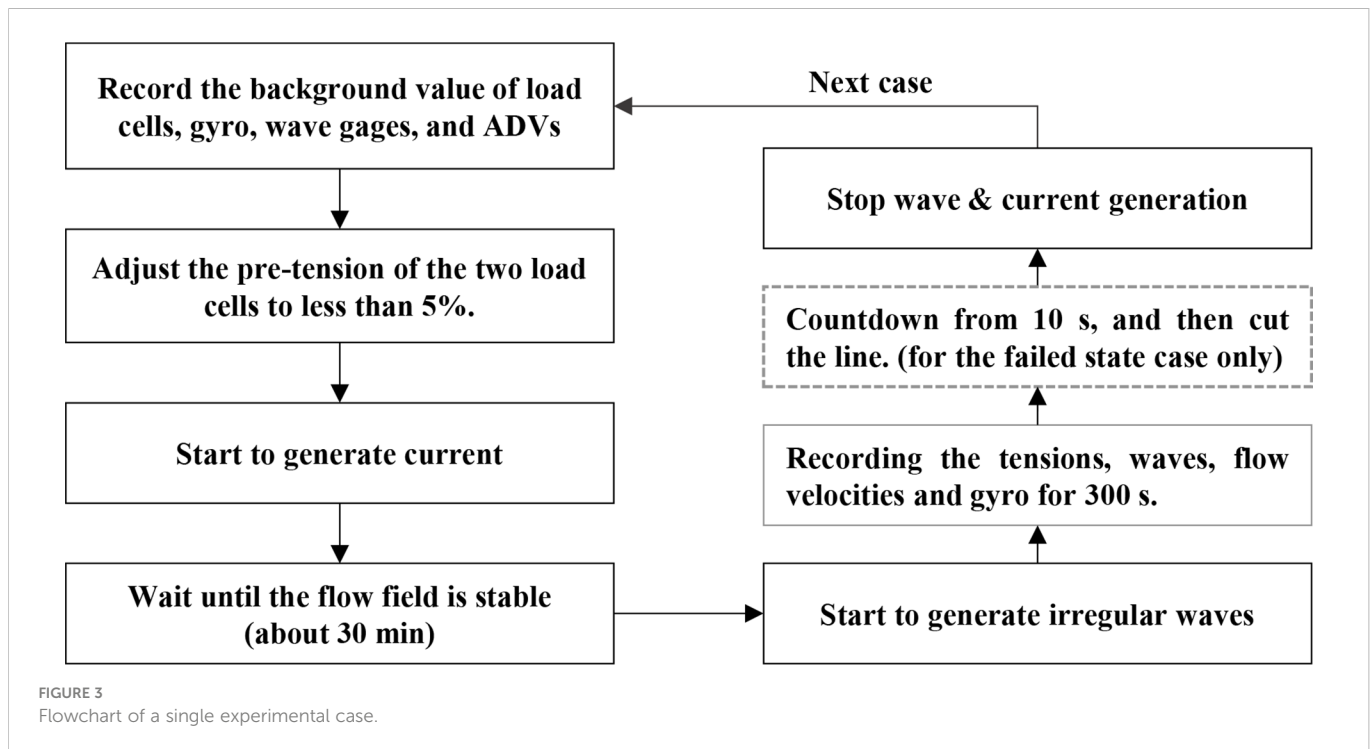 Record the background value of load
cells, gyro, wave gages, and ADVs
Adjust the pre-tension of the two load
cells to less than 5%.
Start to generate current
Wait until the flow field is stable
(about 30 min)
Start to generate irregular waves
Recording the tensions, waves, flow
velocities and gyro for 300 s.
Countdown from 10 s, and then cut
the line. (for the failed state case only)
Stop wave & current generation
Next case
FIGURE 3
Flowchart of a single experimental case.